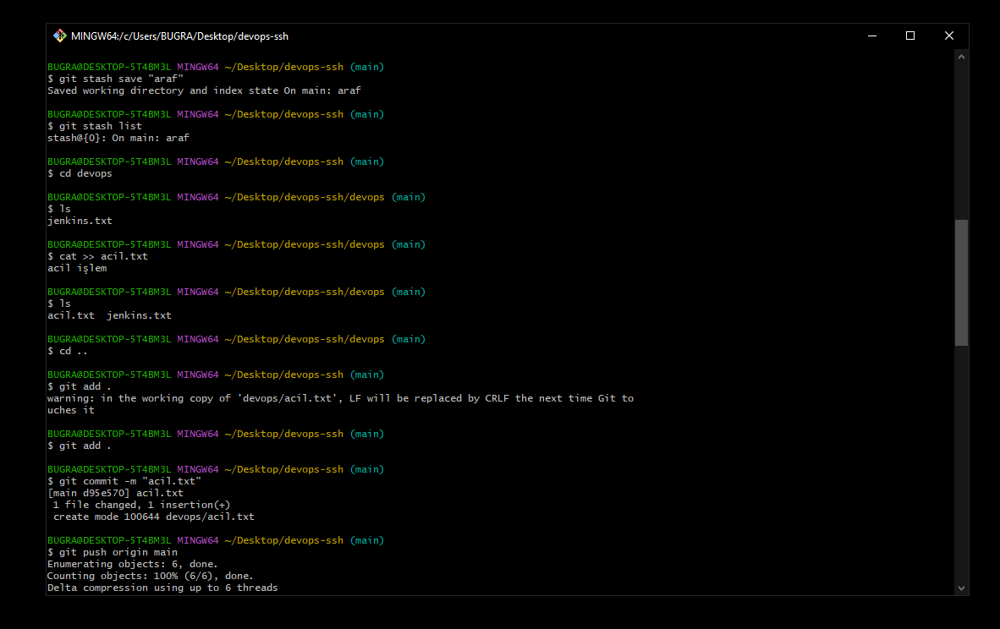 MINGW64:/c/Users/BUGRA/Desktop/devops-ssh
BUGRA@DESKTOP-5T4BM3L MINGW64 ~/Desktop/devops-ssh (main)
$ git stash save "araf"
Saved working directory and index state On main: araf
BUGRA@DESKTOP-5T4BM3L MINGW64 ~/Desktop/devops-ssh (main)
$ git stash list
stash@{0}: On main: araf
BUGRA@DESKTOP-5T4BM3L MINGW64 ~/Desktop/devops-ssh (main)
$ cd devops
BUGRA@DESKTOP-5T4BM3L MINGW64 ~/Desktop/devops-ssh/devops (main)
$ ls
jenkins.txt
BUGRA@DESKTOP-5T4BM3L MINGW64 ~/Desktop/devops-ssh/devops (main)
$ cat >> acil.txt
acil işlem
BUGRA@DESKTOP-5T4BM3L MINGW64 ~/Desktop/devops-ssh/devops (main)
$ ls
acil.txt  jenkins.txt
BUGRA@DESKTOP-5T4BM3L MINGW64 ~/Desktop/devops-ssh/devops (main)
$ cd ..
BUGRA@DESKTOP-5T4BM3L MINGW64 ~/Desktop/devops-ssh (main)
$ git add .
warning: in the working copy of 'devops/acil.txt', LF will be replaced by CRLF the next time Git to
uches it
BUGRA@DESKTOP-5T4BM3L MINGW64 ~/Desktop/devops-ssh (main)
$ git add .
BUGRA@DESKTOP-5T4BM3L MINGW64 ~/Desktop/devops-ssh (main)
$ git commit -m "acil.txt"
[main d95e570] acil.txt
 1 file changed, 1 insertion(+)
 create mode 100644 devops/acil.txt
BUGRA@DESKTOP-5T4BM3L MINGW64 ~/Desktop/devops-ssh (main)
$ git push origin main
Enumerating objects: 6, done.
Counting objects: 100% (6/6), done.
Delta compression using up to 6 threads